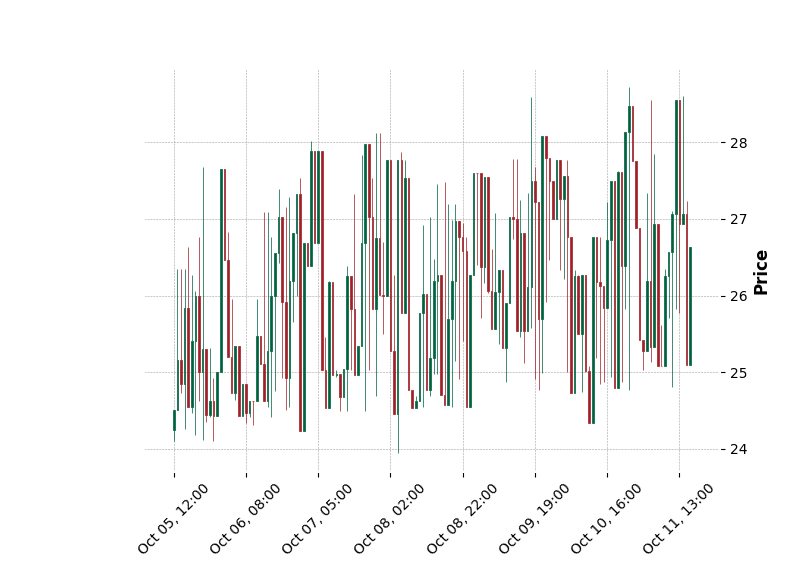 28
27
26
25
24
Price
Oct 05, 12:00
Oct 06, 08:00
Oct 07, 05:00
Oct 08, 02:00
Oct 08, 22:00
Oct 09, 19:00
Oct 10, 16:00
Oct 11, 13:00